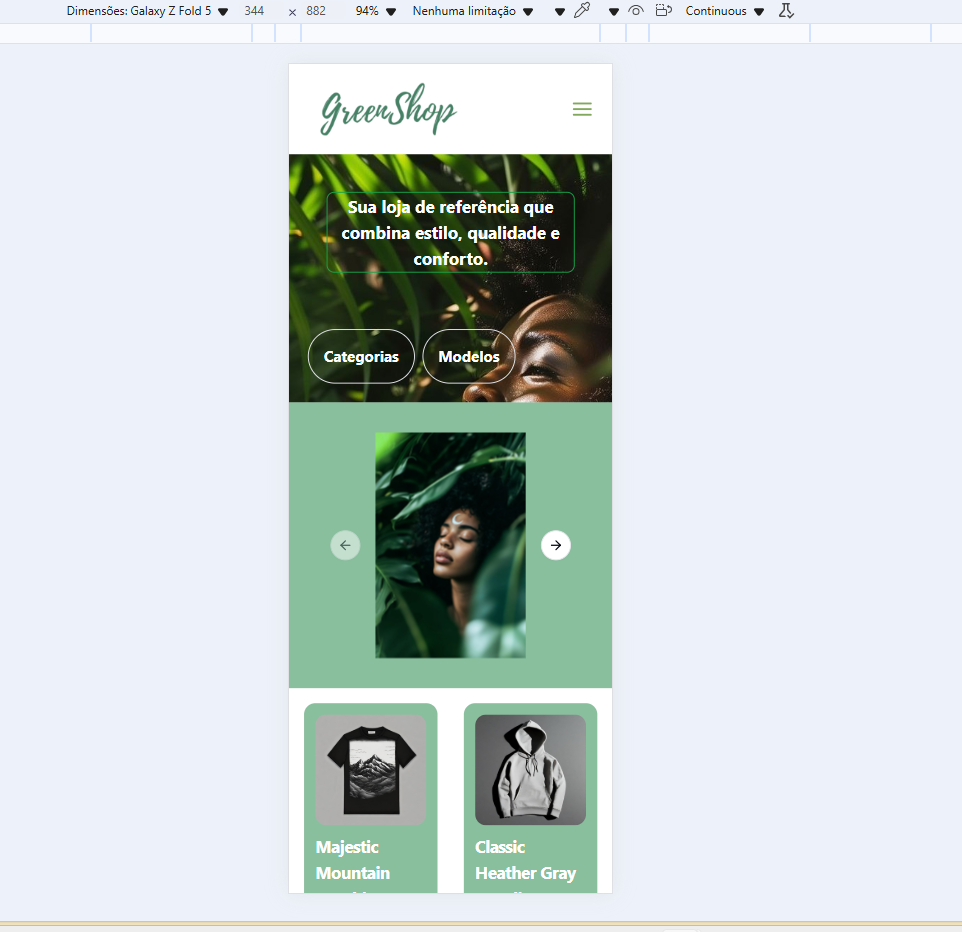 Dimensões: Galaxy Z Fold 5 344 × 882 94% Nenhuma limitação Continuous
GreenShop
Sua loja de referência que
combina estilo, qualidade e
conforto.
Categorias Modelos
Majestic
Mountain
Classic
Heather Gray